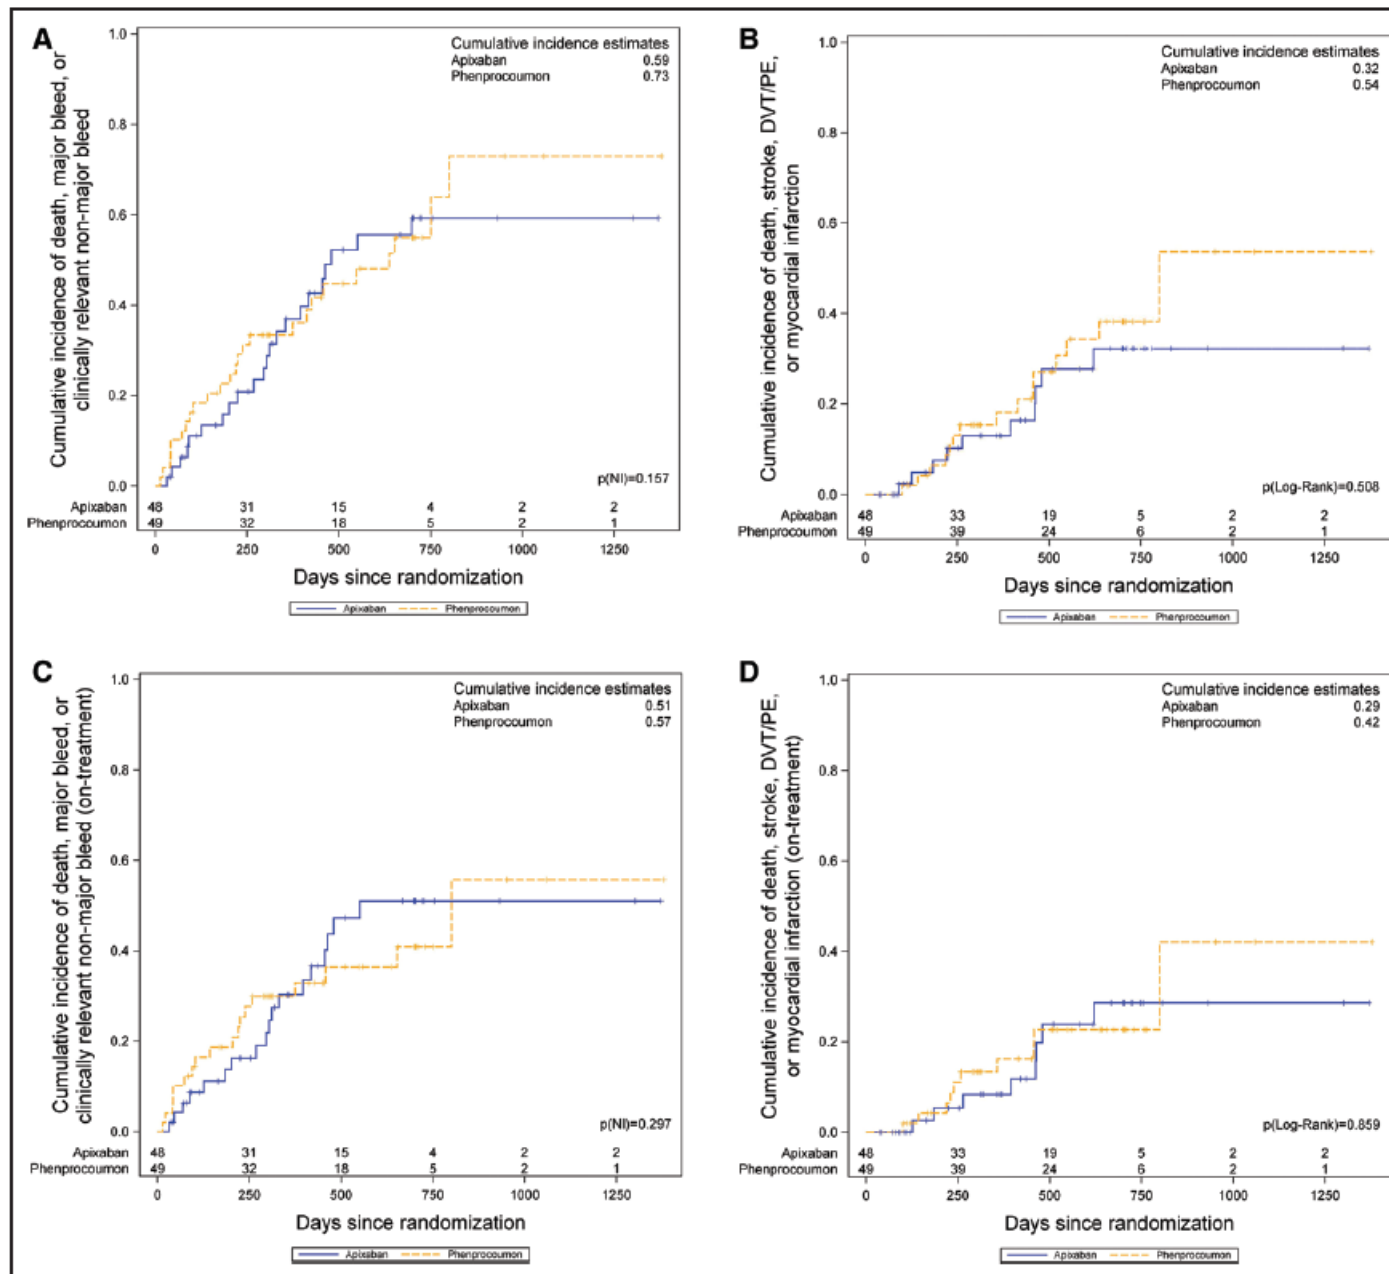 A
Cumulative incidence of death, major bleed, or
clinically relevant non-major bleed
1.0
0.8
0.6
0.4
0.2
0.0
Cumulative incidence estimates
Apixaban 0.59
Phenprocoumon 0.73
p(NI)=0.157
Apixaban 48 31 15 4 2 2
Phenprocoumon 49 32 18 5 2 1
0 250 500 750 1000 1250
Days since randomization
Apixaban Phenprocoumon
B
Cumulative incidence of death, stroke, DVT/PE,
or myocardial infarction
1.0
0.8
0.6
0.4
0.2
0.0
Cumulative incidence estimates
Apixaban 0.32
Phenprocoumon 0.54
p(Log-Rank)=0.508
Apixaban 48 33 19 5 2 2
Phenprocoumon 49 39 24 6 2 1
0 250 500 750 1000 1250
Days since randomization
Apixaban Phenprocoumon
C
Cumulative incidence of death, major bleed, or
clinically relevant non-major bleed (on-treatment)
1.0
0.8
0.6
0.4
0.2
0.0
Cumulative incidence estimates
Apixaban 0.51
Phenprocoumon 0.57
p(NI)=0.297
Apixaban 48 31 15 4 2 2
Phenprocoumon 49 32 18 5 2 1
0 250 500 750 1000 1250
Days since randomization
Apixaban Phenprocoumon
D
Cumulative incidence of death, stroke, DVT/PE,
or myocardial infarction (on-treatment)
1.0
0.8
0.6
0.4
0.2
0.0
Cumulative incidence estimates
Apixaban 0.29
Phenprocoumon 0.42
p(Log-Rank)=0.859
Apixaban 48 33 19 5 2 2
Phenprocoumon 49 39 24 6 2 1
0 250 500 750 1000 1250
Days since randomization
Apixaban Phenprocoumon